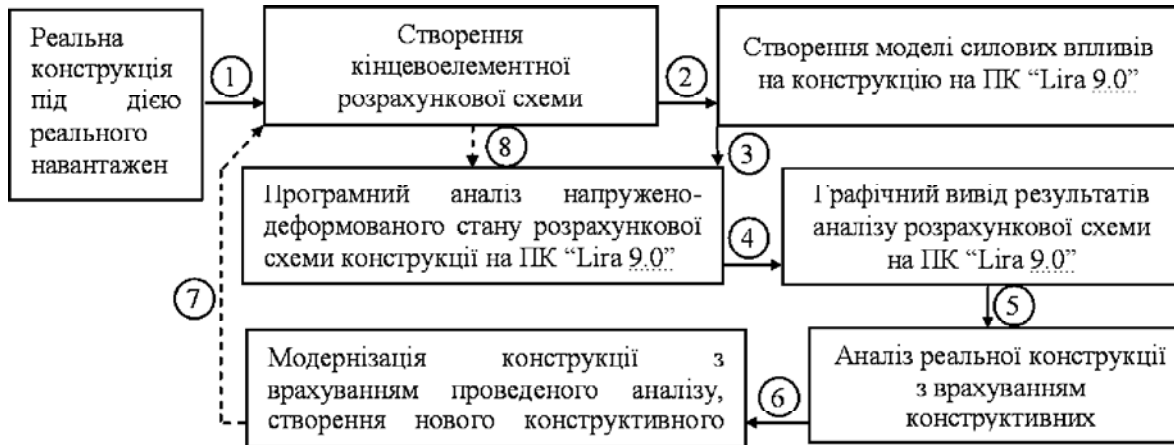 Реальна
конструкція
під дією
реального
навантажен
1
Створення
кінцевоелементної
розрахункової схеми
2
Створення моделі силових впливів
на конструкцію на ПК “Lira 9.0”
8
3
Програмний аналіз напружено-
деформованого стану розрахункової
схеми конструкції на ПК “Lira 9.0”
4
Графічний вивід результатів
аналізу розрахункової схеми
на ПК “Lira 9.0”
5
7
Модернізація конструкції з
врахуванням проведеного аналізу,
створення нового конструктивного
6
Аналіз реальної конструкції
з врахуванням
конструктивних